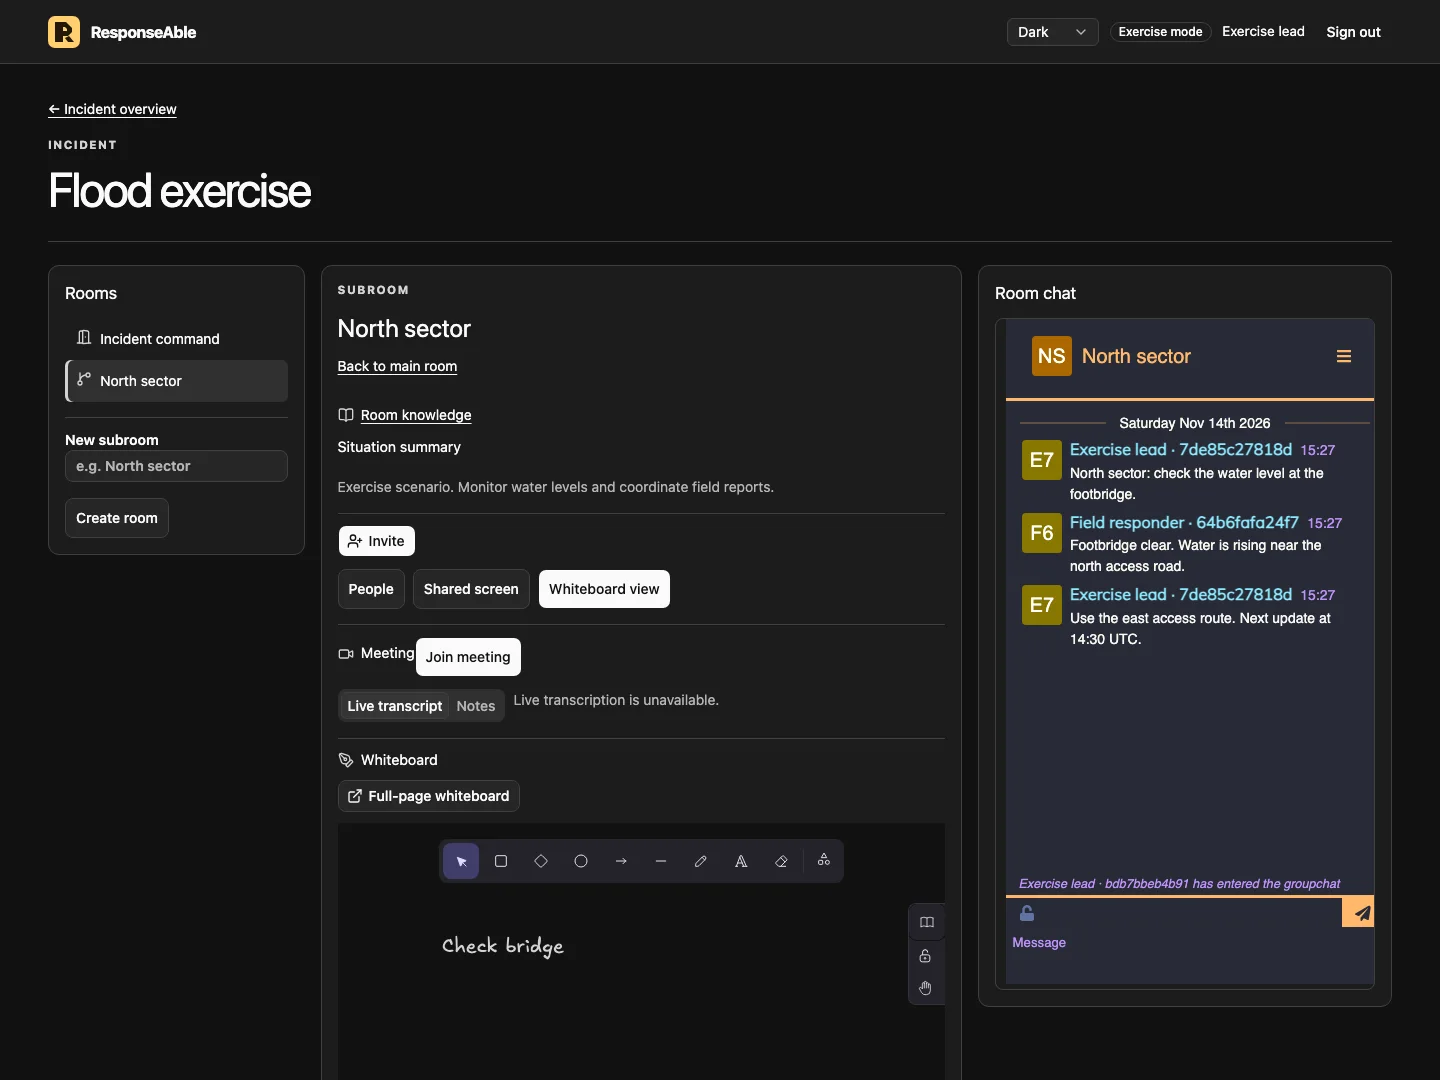 ResponseAble
Dark
Exercise mode
Exercise lead
Sign out
← Incident overview
INCIDENT
Flood exercise
Rooms
Incident command
North sector
New subroom
e.g. North sector
Create room
SUBROOM
North sector
Back to main room
Room knowledge
Situation summary
Exercise scenario. Monitor water levels and coordinate field reports.
Invite
People
Shared screen
Whiteboard view
Meeting
Join meeting
Live transcript
Notes
Live transcription is unavailable.
Whiteboard
Full-page whiteboard
Check bridge
Room chat
NS
North sector
Saturday Nov 14th 2026
E7
Exercise lead · 7de85c27818d 15:27
North sector: check the water level at the
footbridge.
F6
Field responder · 64b6fafa24f7 15:27
Footbridge clear. Water is rising near the
north access road.
E7
Exercise lead · 7de85c27818d 15:27
Use the east access route. Next update at
14:30 UTC.
Exercise lead · bdb7bbeb4b91 has entered the groupchat
Message